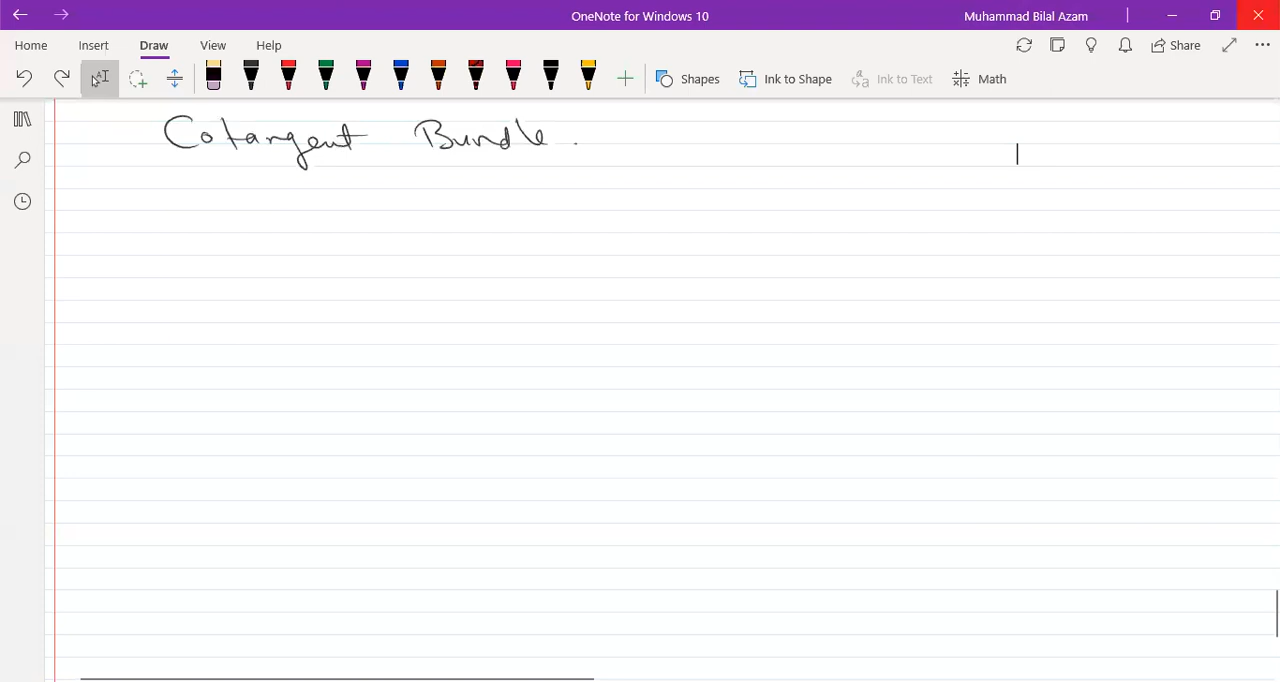 OneNote for Windows 10
Muhammad Bilal Azam
Home Insert Draw View Help
Share
Shapes Ink to Shape Ink to Text Math
Cotangent Bundle.